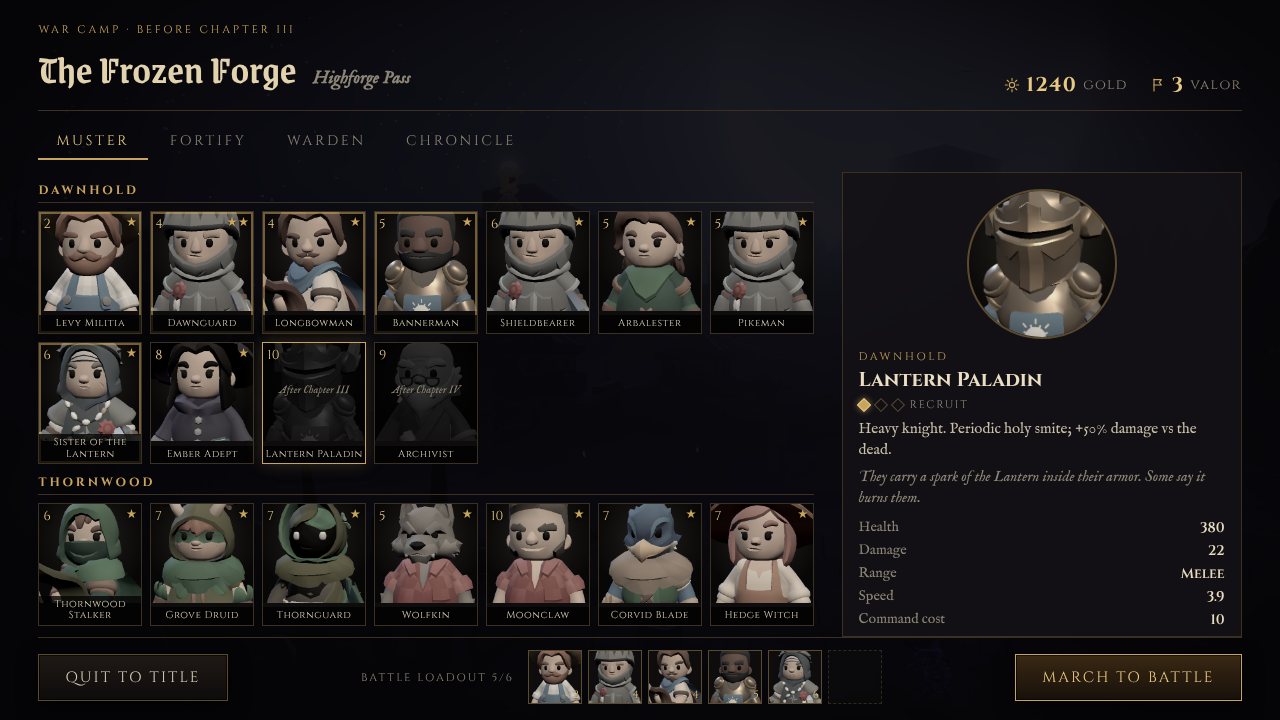 WAR CAMP · BEFORE CHAPTER III
The Frozen Forge Highforge Pass
1240 GOLD 3 VALOR
MUSTER FORTIFY WARDEN CHRONICLE
DAWNHOLD
2 ★ 4 ★★ 4 ★ 5 ★ 6 ★ 5 ★ 5 ★
LEVY MILITIA DAWNGUARD LONGBOWMAN BANNERMAN SHIELDBEARER ARBALESTER PIKEMAN
6 ★ 8 ★ 10 9
After Chapter III After Chapter IV
SISTER OF THE
LANTERN EMBER ADEPT LANTERN PALADIN ARCHIVIST
THORNWOOD
6 ★ 7 ★ 7 ★ 5 ★ 10 ★ 7 ★ 7 ★
THORNWOOD
STALKER GROVE DRUID THORNGUARD WOLFKIN MOONCLAW CORVID BLADE HEDGE WITCH
DAWNHOLD
LANTERN PALADIN
RECRUIT
Heavy knight. Periodic holy smite; +50% damage vs the
dead.
They carry a spark of the Lantern inside their armor. Some say it
burns them.
Health 380
Damage 22
Range MELEE
Speed 3.9
Command cost 10
QUIT TO TITLE
BATTLE LOADOUT 5/6
MARCH TO BATTLE